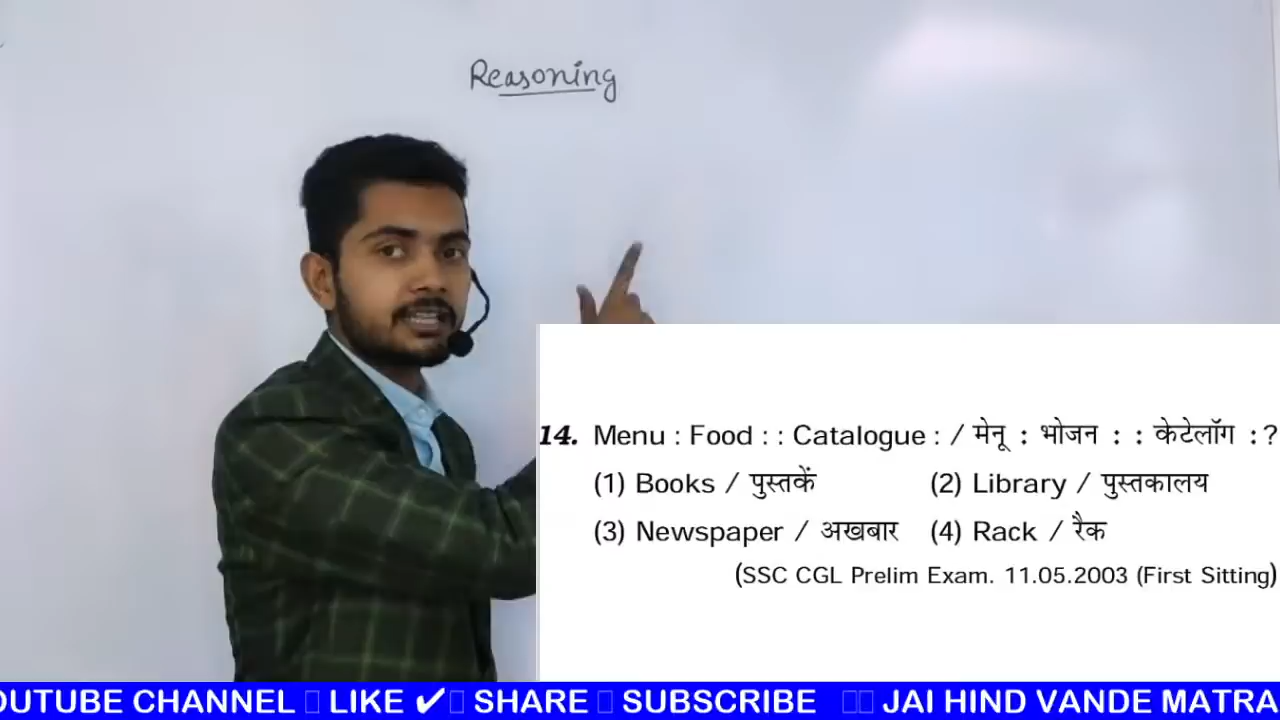 Reasoning
14. Menu : Food : : Catalogue : / मेनू : भोजन : : केटेलॉग : ?
(1) Books / पुस्तकें (2) Library / पुस्तकालय
(3) Newspaper / अखबार (4) Rack / रैक
(SSC CGL Prelim Exam. 11.05.2003 (First Sitting)
OUTUBE CHANNEL LIKE ✔ SHARE SUBSCRIBE JAI HIND VANDE MATRA